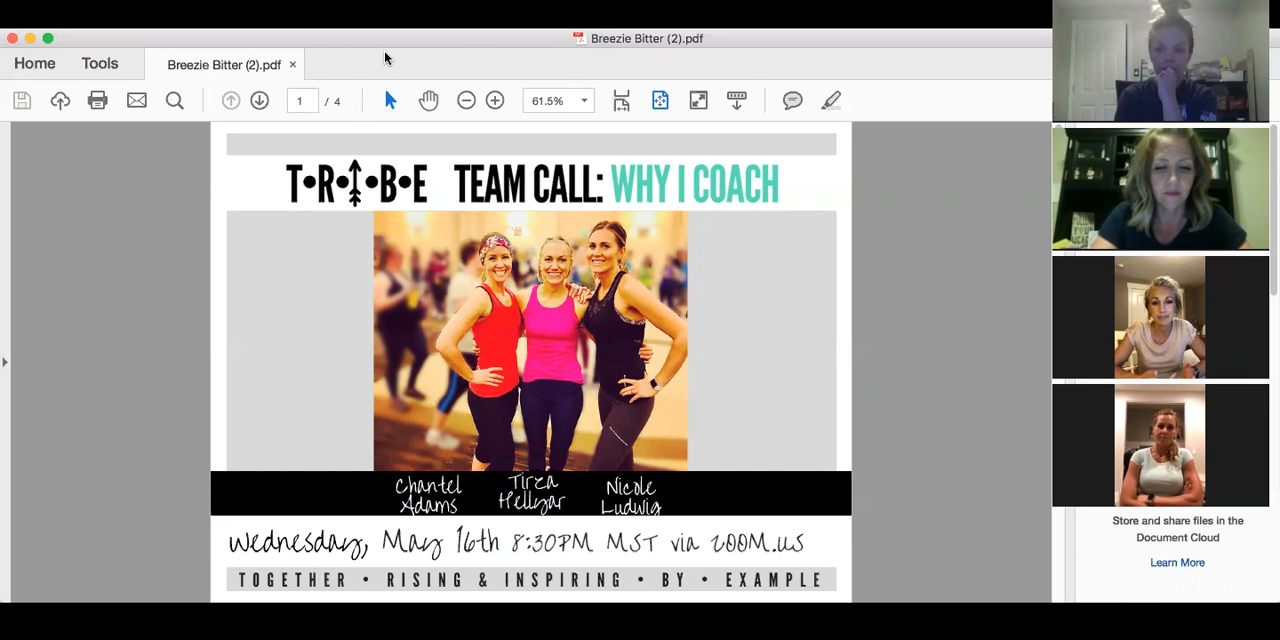 Breezie Bitter (2).pdf
Home
Tools
Breezie Bitter (2).pdf ×
1 / 4
61.5%
T•R•I•B•E TEAM CALL: WHY I COACH
Chantel Adams
Tirza Hellyar
Nicole Ludwig
Wednesday, May 16th 8:30PM MST via ZOOM.us
TOGETHER • RISING & INSPIRING • BY • EXAMPLE
Store and share files in the
Document Cloud
Learn More